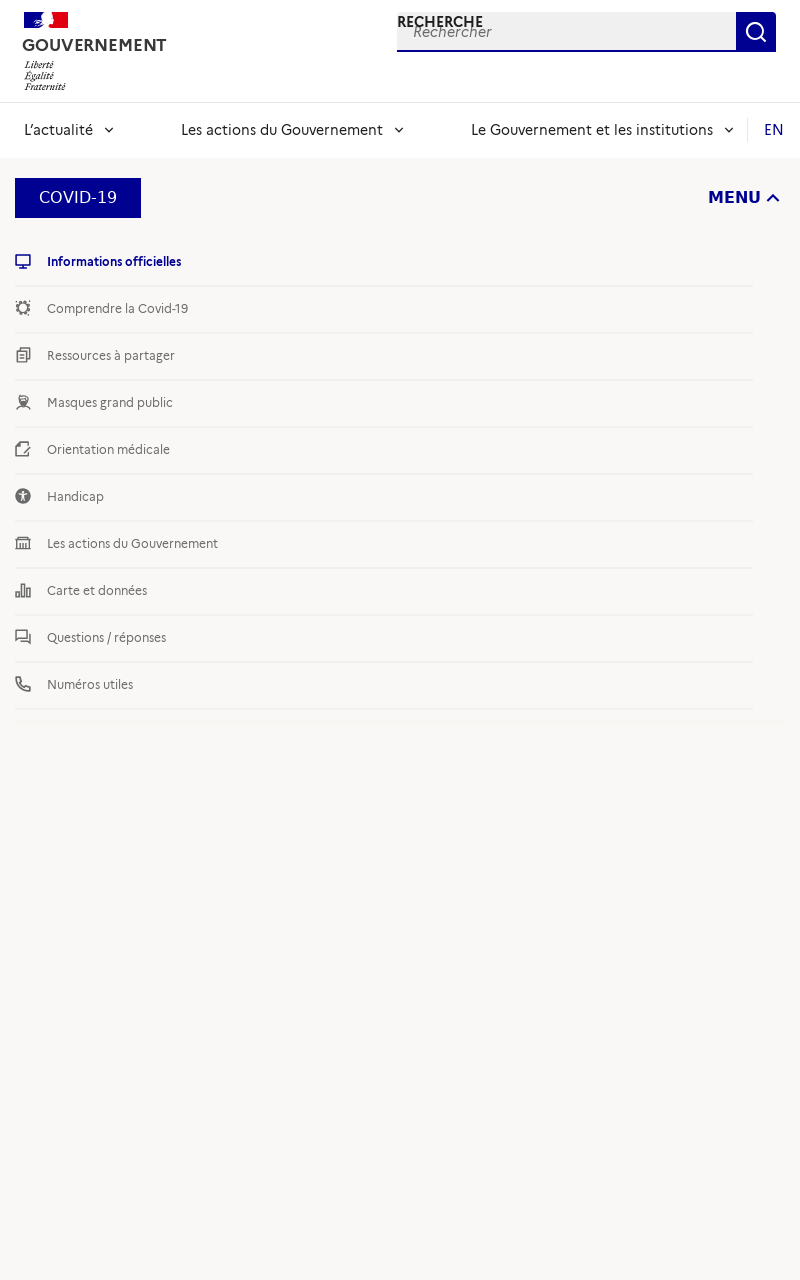 GOUVERNEMENT
Liberté
Égalité
Fraternité
RECHERCHE
Rechercher
L’actualité
Les actions du Gouvernement
Le Gouvernement et les institutions
EN
COVID-19
MENU
Informations officielles
Comprendre la Covid-19
Ressources à partager
Masques grand public
Orientation médicale
Handicap
Les actions du Gouvernement
Carte et données
Questions / réponses
Numéros utiles